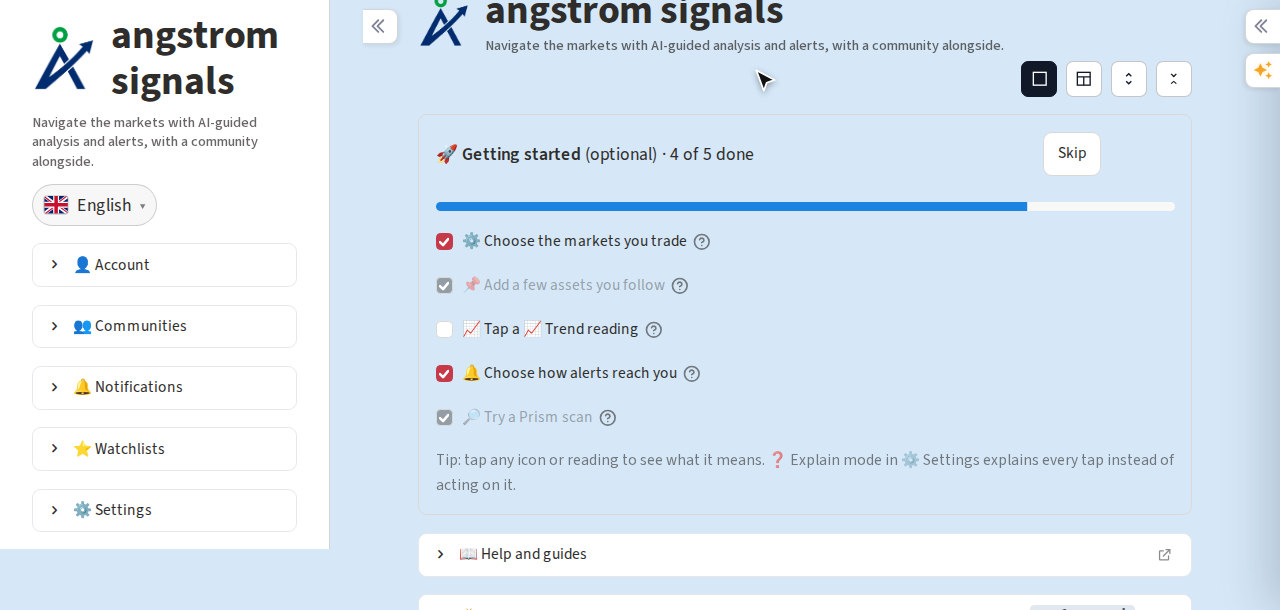 angstrom
signals
Navigate the markets with AI-guided
analysis and alerts, with a community
alongside.
English
Account
Communities
Notifications
Watchlists
Settings
angstrom signals
Navigate the markets with AI-guided analysis and alerts, with a community alongside.
Getting started (optional) · 4 of 5 done
Skip
Choose the markets you trade
Add a few assets you follow
Tap a 📈 Trend reading
Choose how alerts reach you
Try a Prism scan
Tip: tap any icon or reading to see what it means. ❓ Explain mode in ⚙️ Settings explains every tap instead of
acting on it.
Help and guides